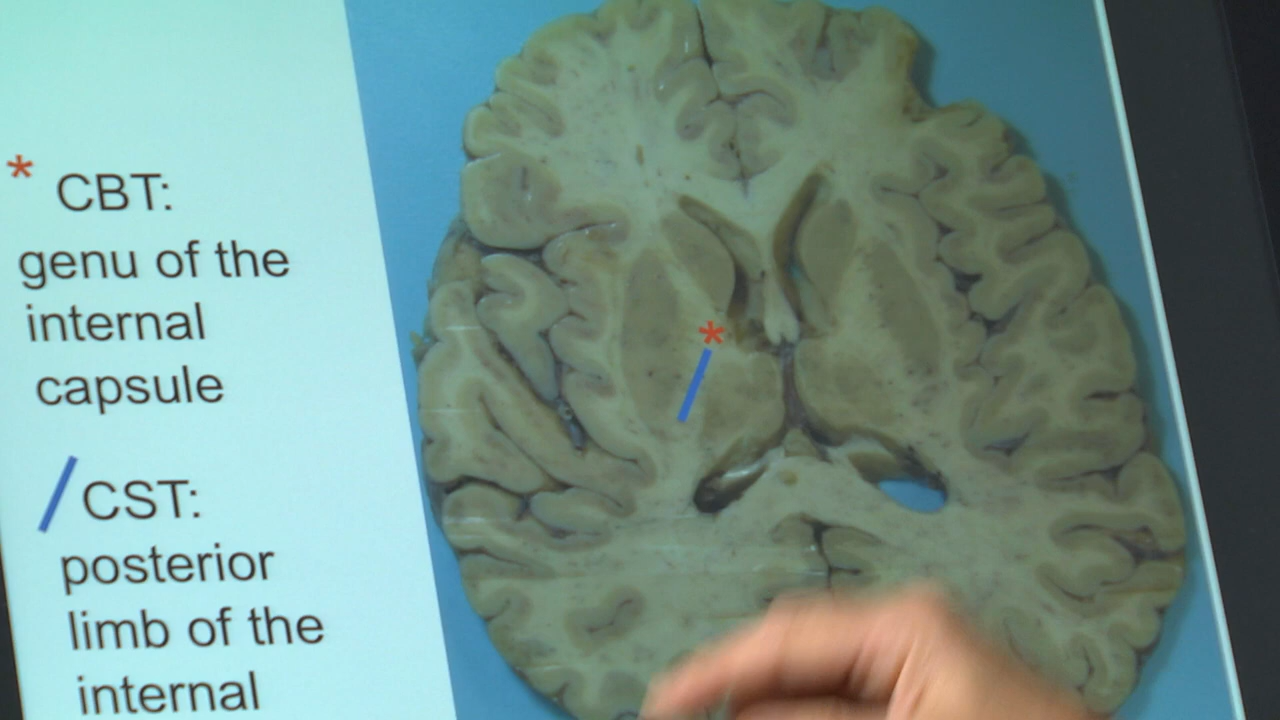 * CBT:
genu of the
internal
capsule
/ CST:
posterior
limb of the
internal
*